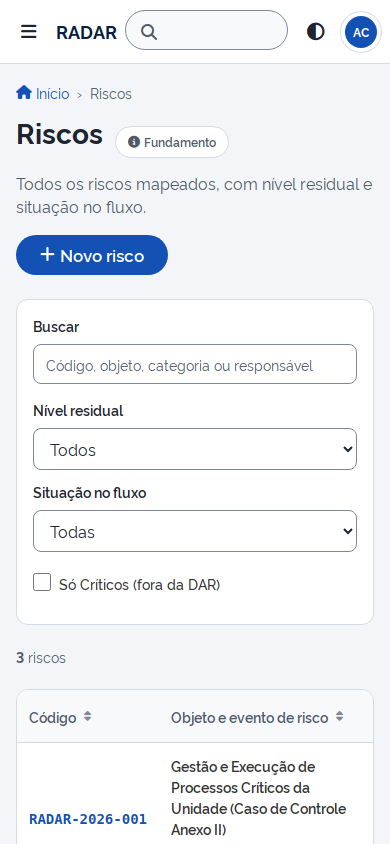 RADAR
AC
Início › Riscos
Riscos
Fundamento
Todos os riscos mapeados, com nível residual e
situação no fluxo.
Novo risco
Buscar
Código, objeto, categoria ou responsável
Nível residual
Todos
Situação no fluxo
Todas
Só Críticos (fora da DAR)
3 riscos
Código Objeto e evento de risco
Gestão e Execução de
Processos Críticos da
Unidade (Caso de Controle
Anexo II)
RADAR-2026-001